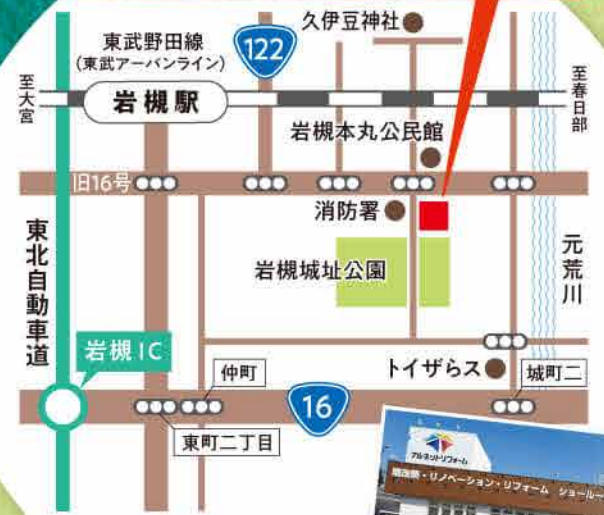 久伊豆神社
東武野田線
(東武アーバンライン)
122
至大宮
岩槻駅
至春日部
岩槻本丸公民館
旧16号
消防署
東北自動車道
岩槻城址公園
元荒川
岩槻IC
仲町
トイザらス
城町二
16
東町二丁目
アルネットリフォーム
増改築・リノベーション・リフォーム ショールー